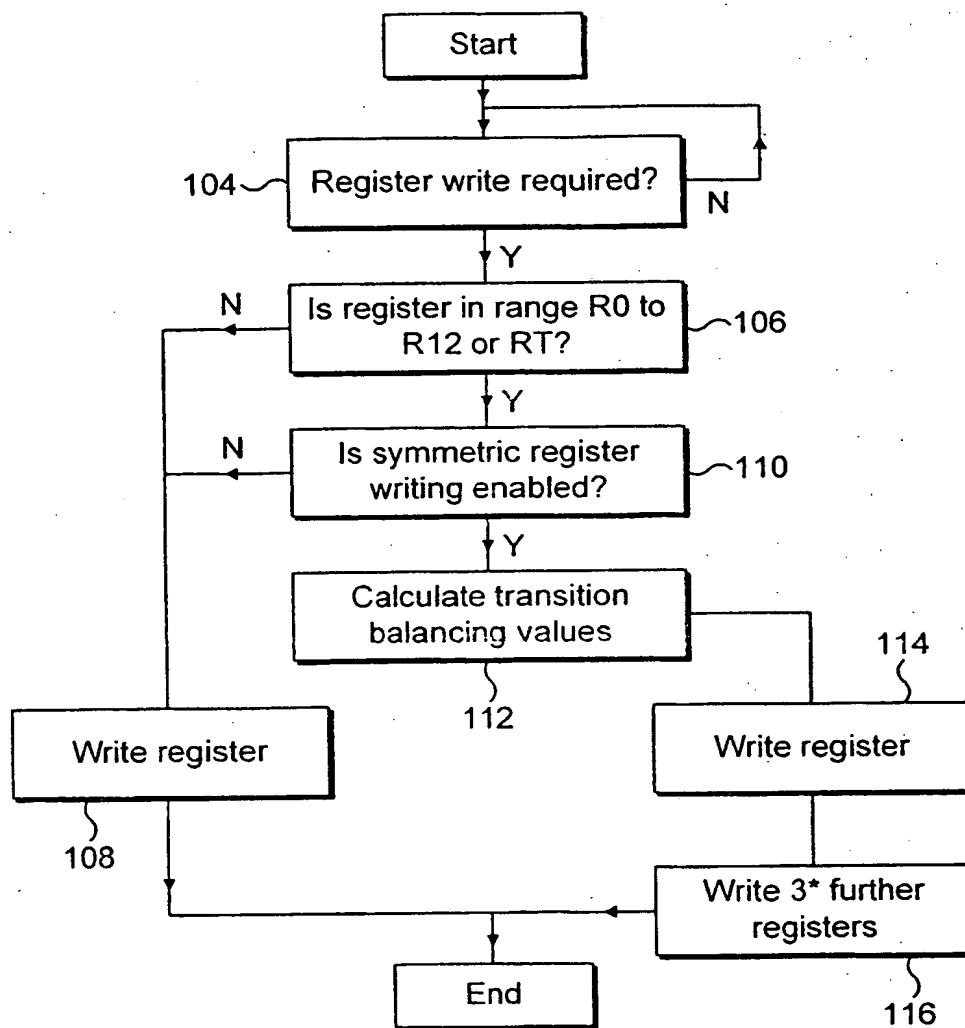 Start
104
Register write required?
N
Y
N
Is register in range R0 to
R12 or RT?
106
Y
N
Is symmetric register
writing enabled?
110
Y
Calculate transition
balancing values
112
114
Write register
108
Write register
Write 3* further
registers
116
End